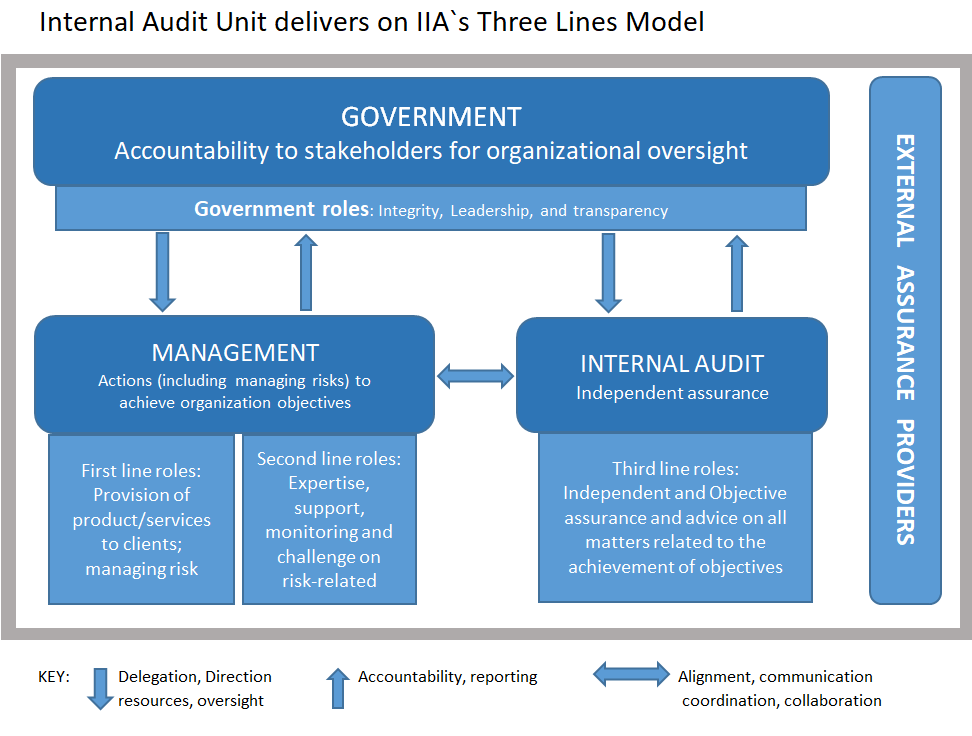 Internal Audit Unit delivers on IIA`s Three Lines Model
GOVERNMENT
Accountability to stakeholders for organizational oversight
Government roles: Integrity, Leadership, and transparency
MANAGEMENT
Actions (including managing risks) to
achieve organization objectives
INTERNAL AUDIT
Independent assurance
First line roles:
Provision of
product/services
to clients;
managing risk
Second line roles:
Expertise,
support,
monitoring and
challenge on
risk-related
Third line roles:
Independent and Objective
assurance and advice on all
matters related to the
achievement of objectives
EXTERNAL ASSURANCE PROVIDERS
KEY:
Delegation, Direction
resources, oversight
Accountability, reporting
Alignment, communication
coordination, collaboration